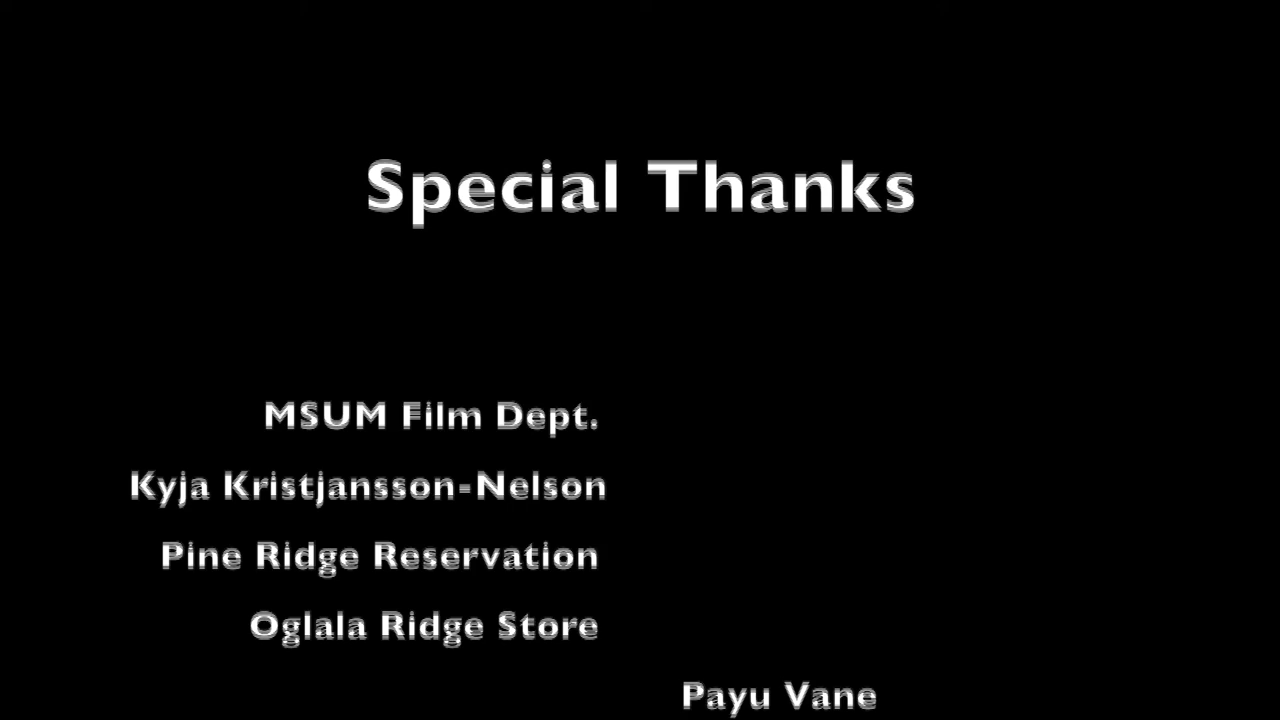 Special Thanks
MSUM Film Dept.
Kyja Kristjansson-Nelson
Pine Ridge Reservation
Oglala Ridge Store
Payu Vane